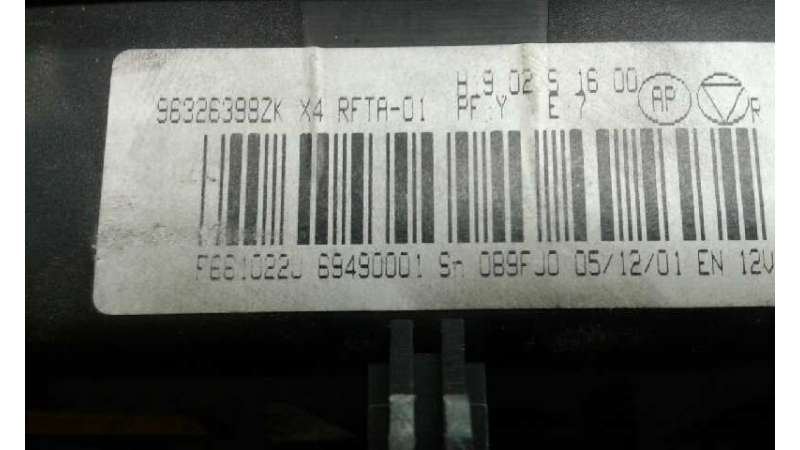 H.9 02 S 16 00
96326399ZK X4 RFTA-01 PF Y E 7 AP R
F661022J 69490001 Sn 089FJ0 05/12/01 EN 12V